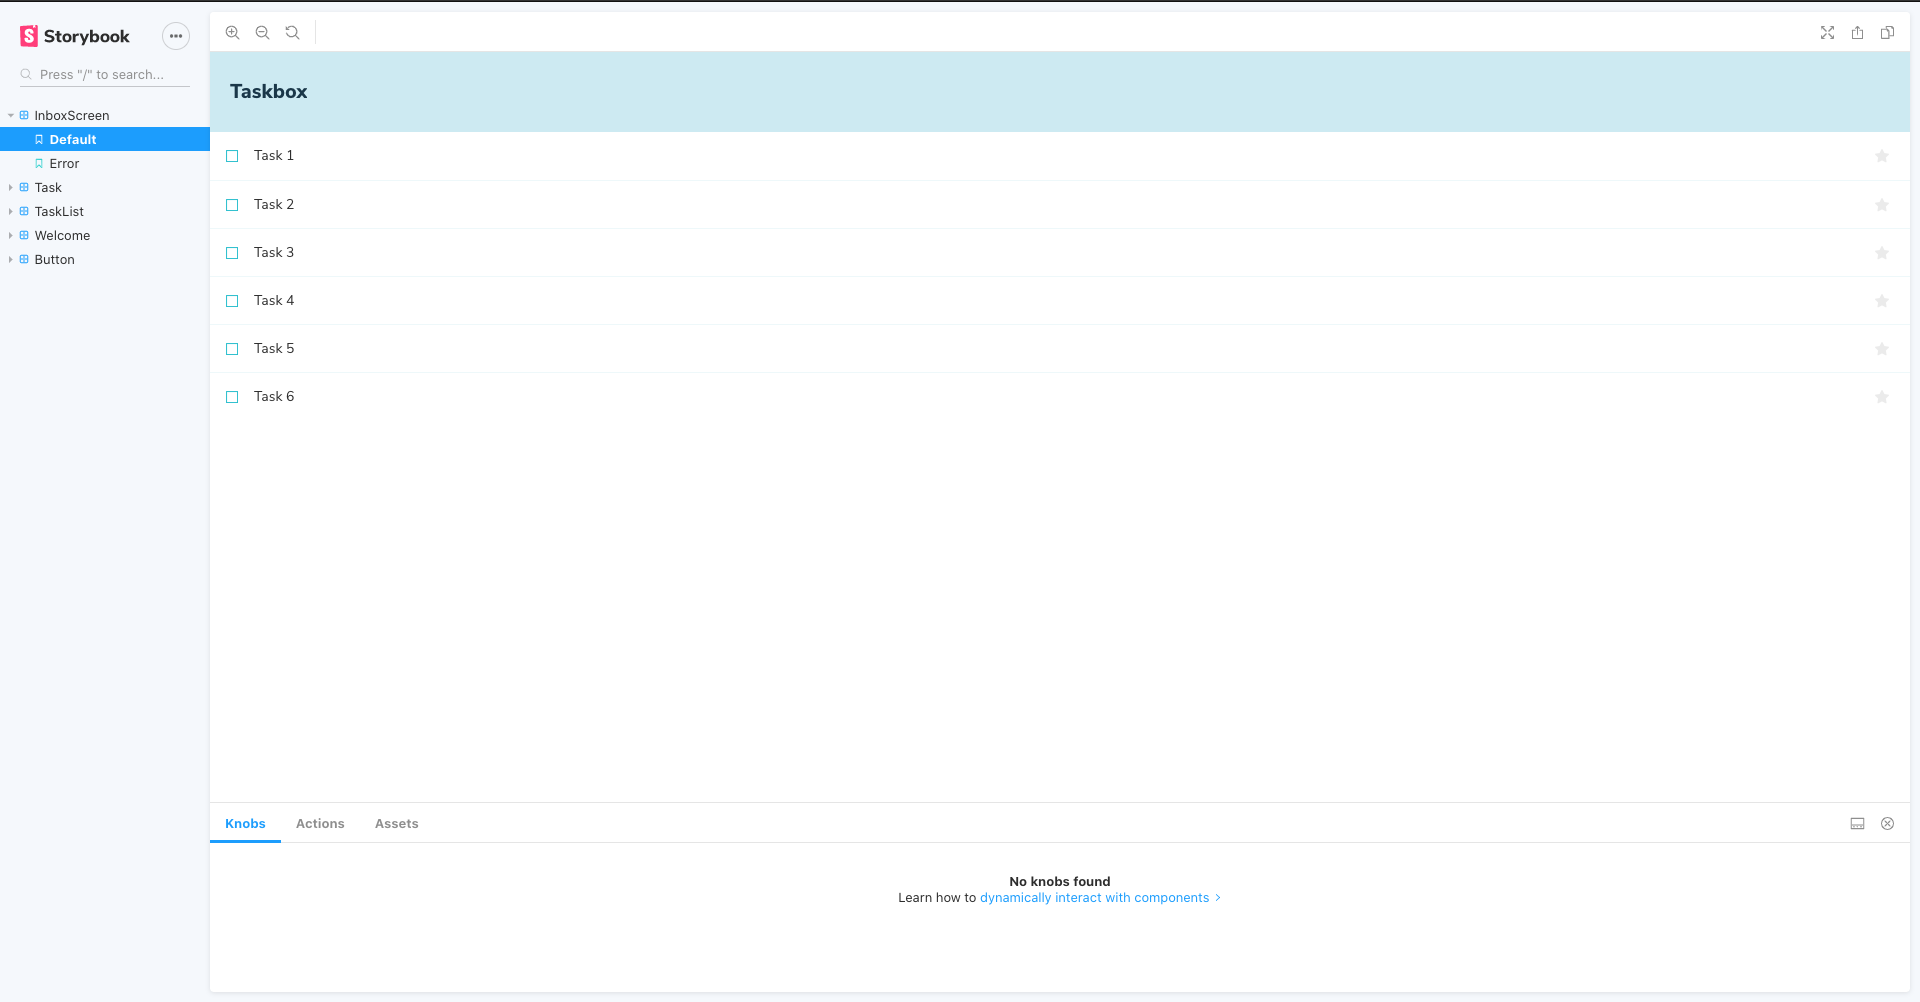 Storybook
Press "/" to search...
InboxScreen
Default
Error
Task
TaskList
Welcome
Button
Taskbox
Task 1
Task 2
Task 3
Task 4
Task 5
Task 6
Knobs Actions Assets
No knobs found
Learn how to dynamically interact with components